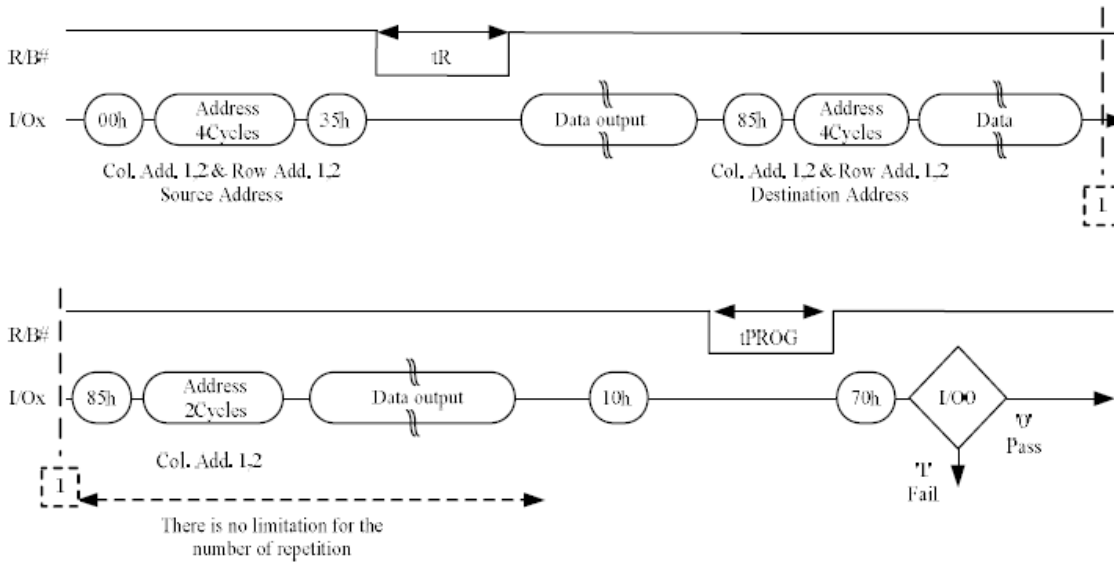 R/B#
tR
I/Ox
00h
Address
4Cycles
35h
Data output
85h
Address
4Cycles
Data
Col. Add. 1,2 & Row Add. 1,2
Source Address
Col. Add. 1,2 & Row Add. 1,2
Destination Address
1
R/B#
tPROG
I/Ox
85h
Address
2Cycles
Data output
10h
70h
I/O0
'0'
Pass
'1'
Fail
Col. Add. 1,2
1
There is no limitation for the
number of repetition